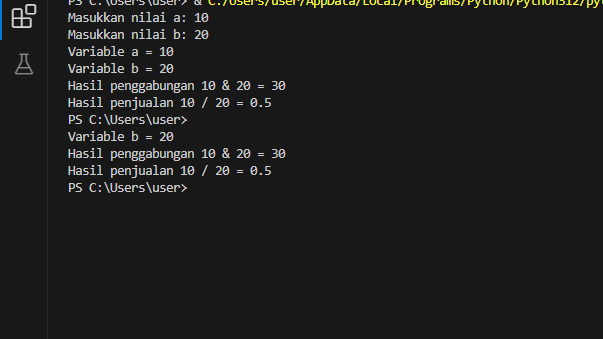 PS C:\Users\user> & C:/Users/user/AppData/Local/Programs/Python/Python312/py
Masukkan nilai a: 10
Masukkan nilai b: 20
Variable a = 10
Variable b = 20
Hasil penggabungan 10 & 20 = 30
Hasil penjualan 10 / 20 = 0.5
PS C:\Users\user>
Variable b = 20
Hasil penggabungan 10 & 20 = 30
Hasil penjualan 10 / 20 = 0.5
PS C:\Users\user>